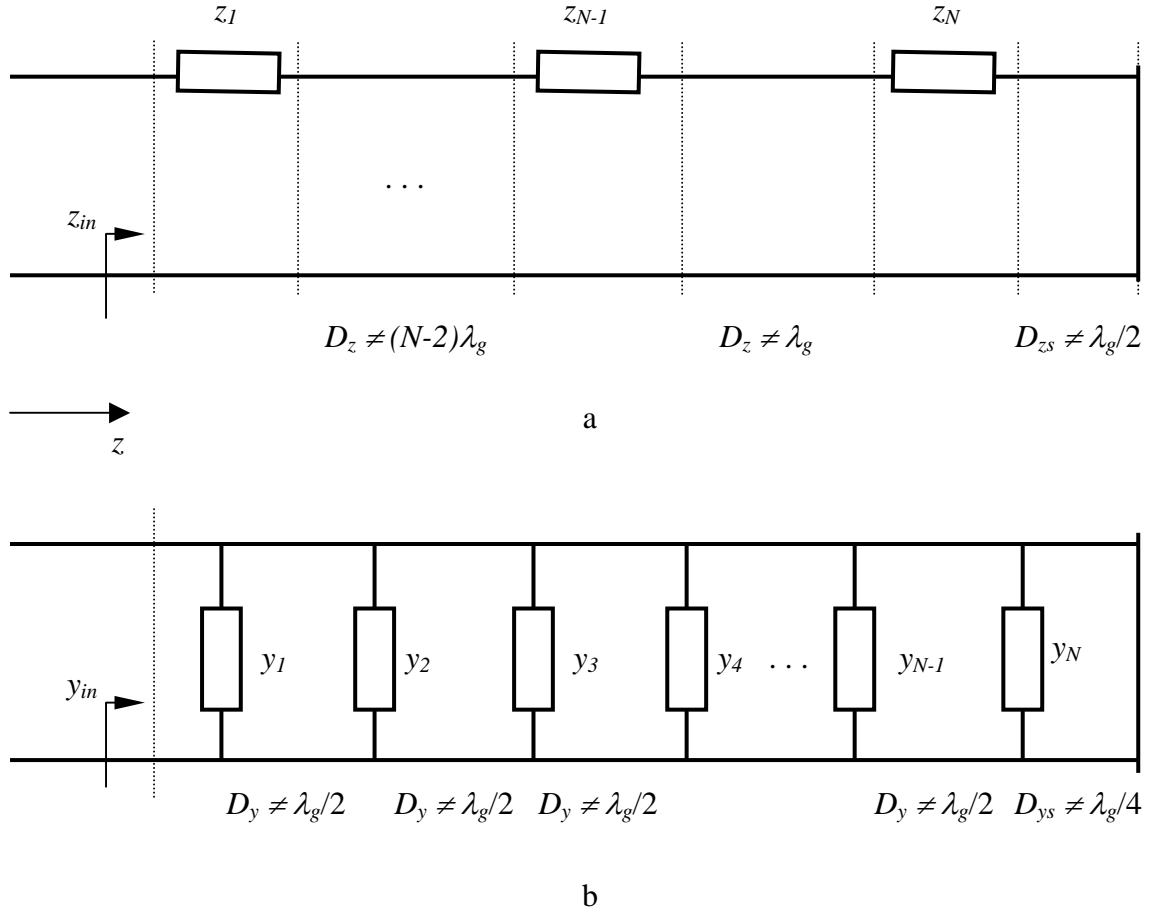 z1 zN-1 zN
. . .
zin
Dz ≠ (N-2)λg Dz ≠ λg Dzs ≠ λg/2
z
a
y1 y2 y3 y4 . . . yN-1 yN
yin
Dy ≠ λg/2 Dy ≠ λg/2 Dy ≠ λg/2 Dy ≠ λg/2 Dys ≠ λg/4
b